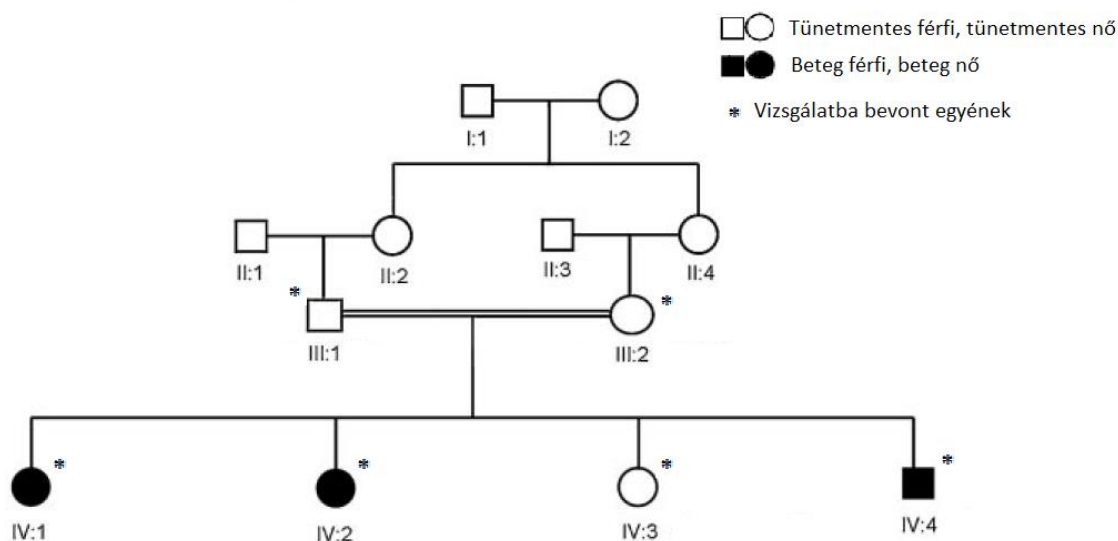 Tünetmentes férfi, tünetmentes nő
Beteg férfi, beteg nő
* Vizsgálatba bevont egyének
I:1
I:2
II:1
II:2
II:3
II:4
*
*
III:1
III:2
*
*
*
*
IV:1
IV:2
IV:3
IV:4